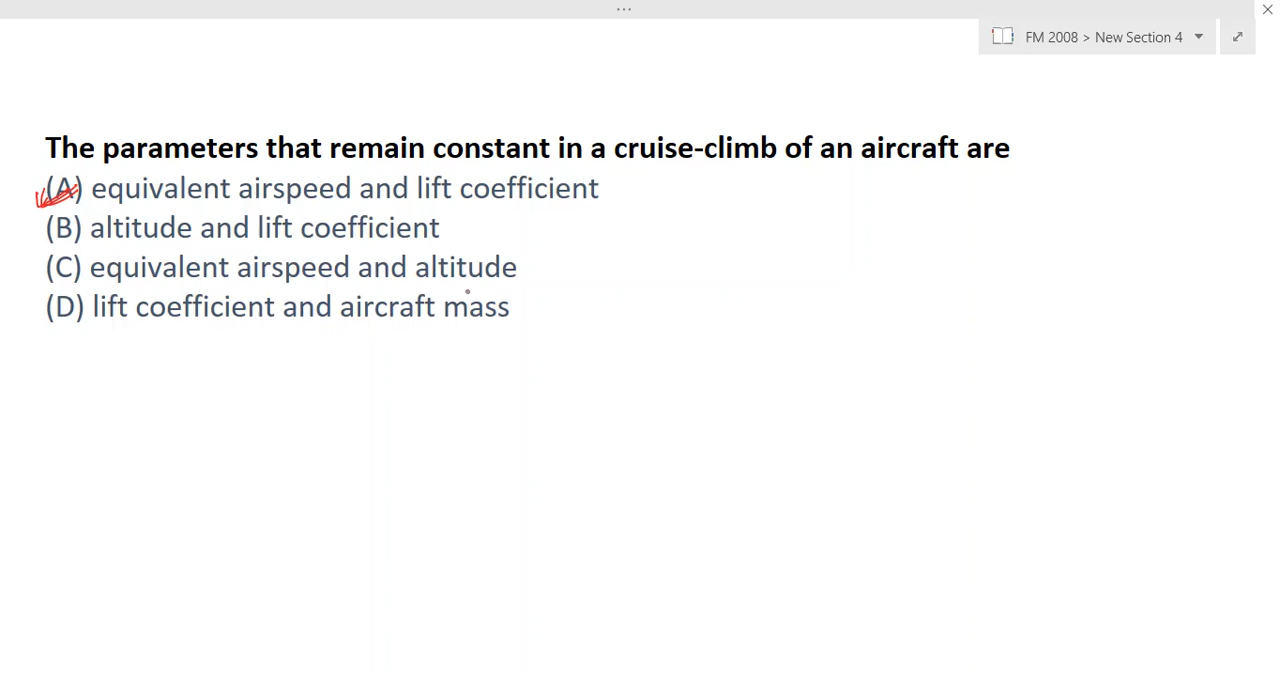 FM 2008 > New Section 4
The parameters that remain constant in a cruise-climb of an aircraft are
(A) equivalent airspeed and lift coefficient
(B) altitude and lift coefficient
(C) equivalent airspeed and altitude
(D) lift coefficient and aircraft mass